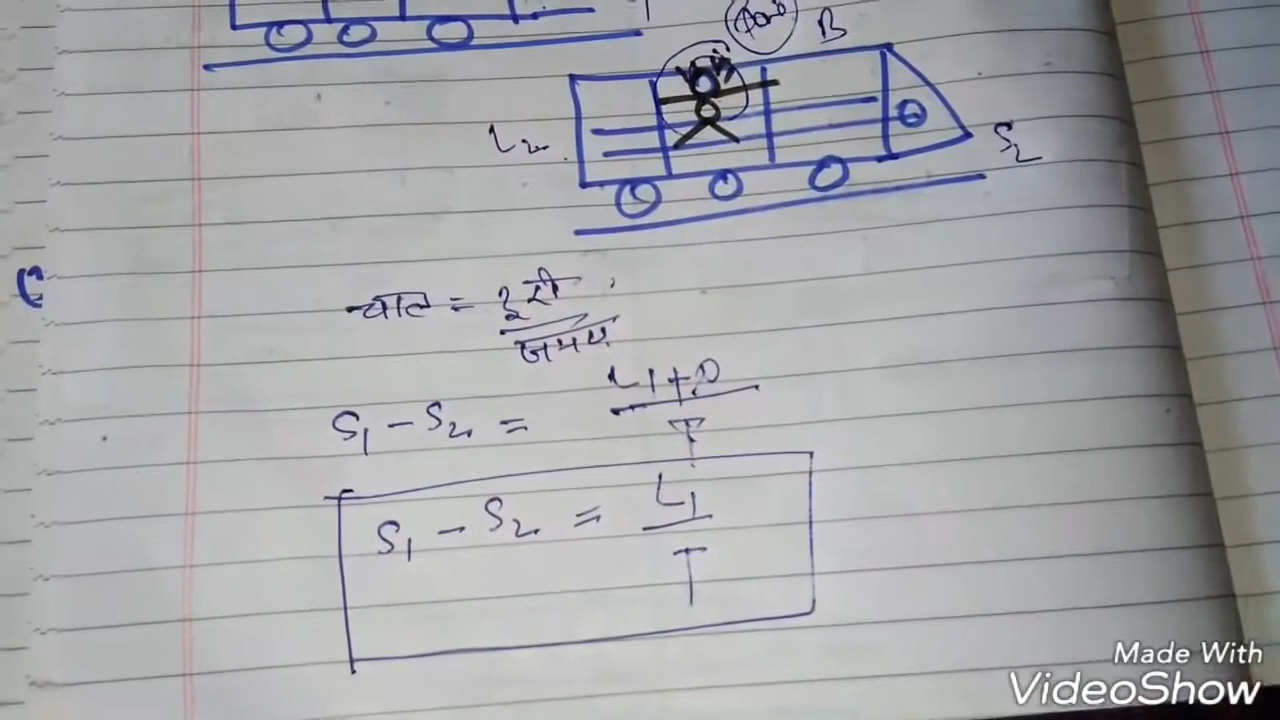 B
L₂
S₂
चाल = दूरी
समय
S₁ - S₂ = L₁+0
T
S₁ - S₂ = L₁
T
Made With
VideoShow